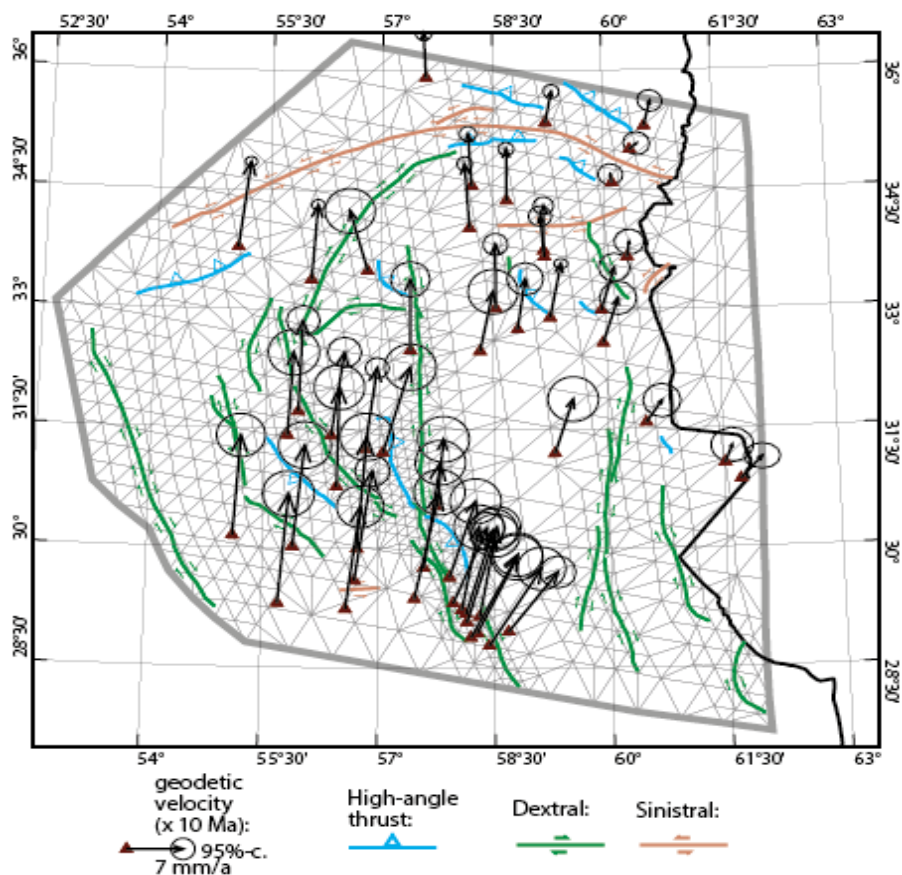 52°30' 54° 55°30' 57° 58°30' 60° 61°30' 63°
36° 36°
34°30' 34°30'
33° 33°
31°30' 31°30'
30° 30°
28°30' 28°30'
54° 55°30' 57° 58°30' 60° 61°30' 63°
geodetic
velocity
(x 10 Ma):
95%-c.
7 mm/a
High-angle
thrust:
Dextral:
Sinistral: